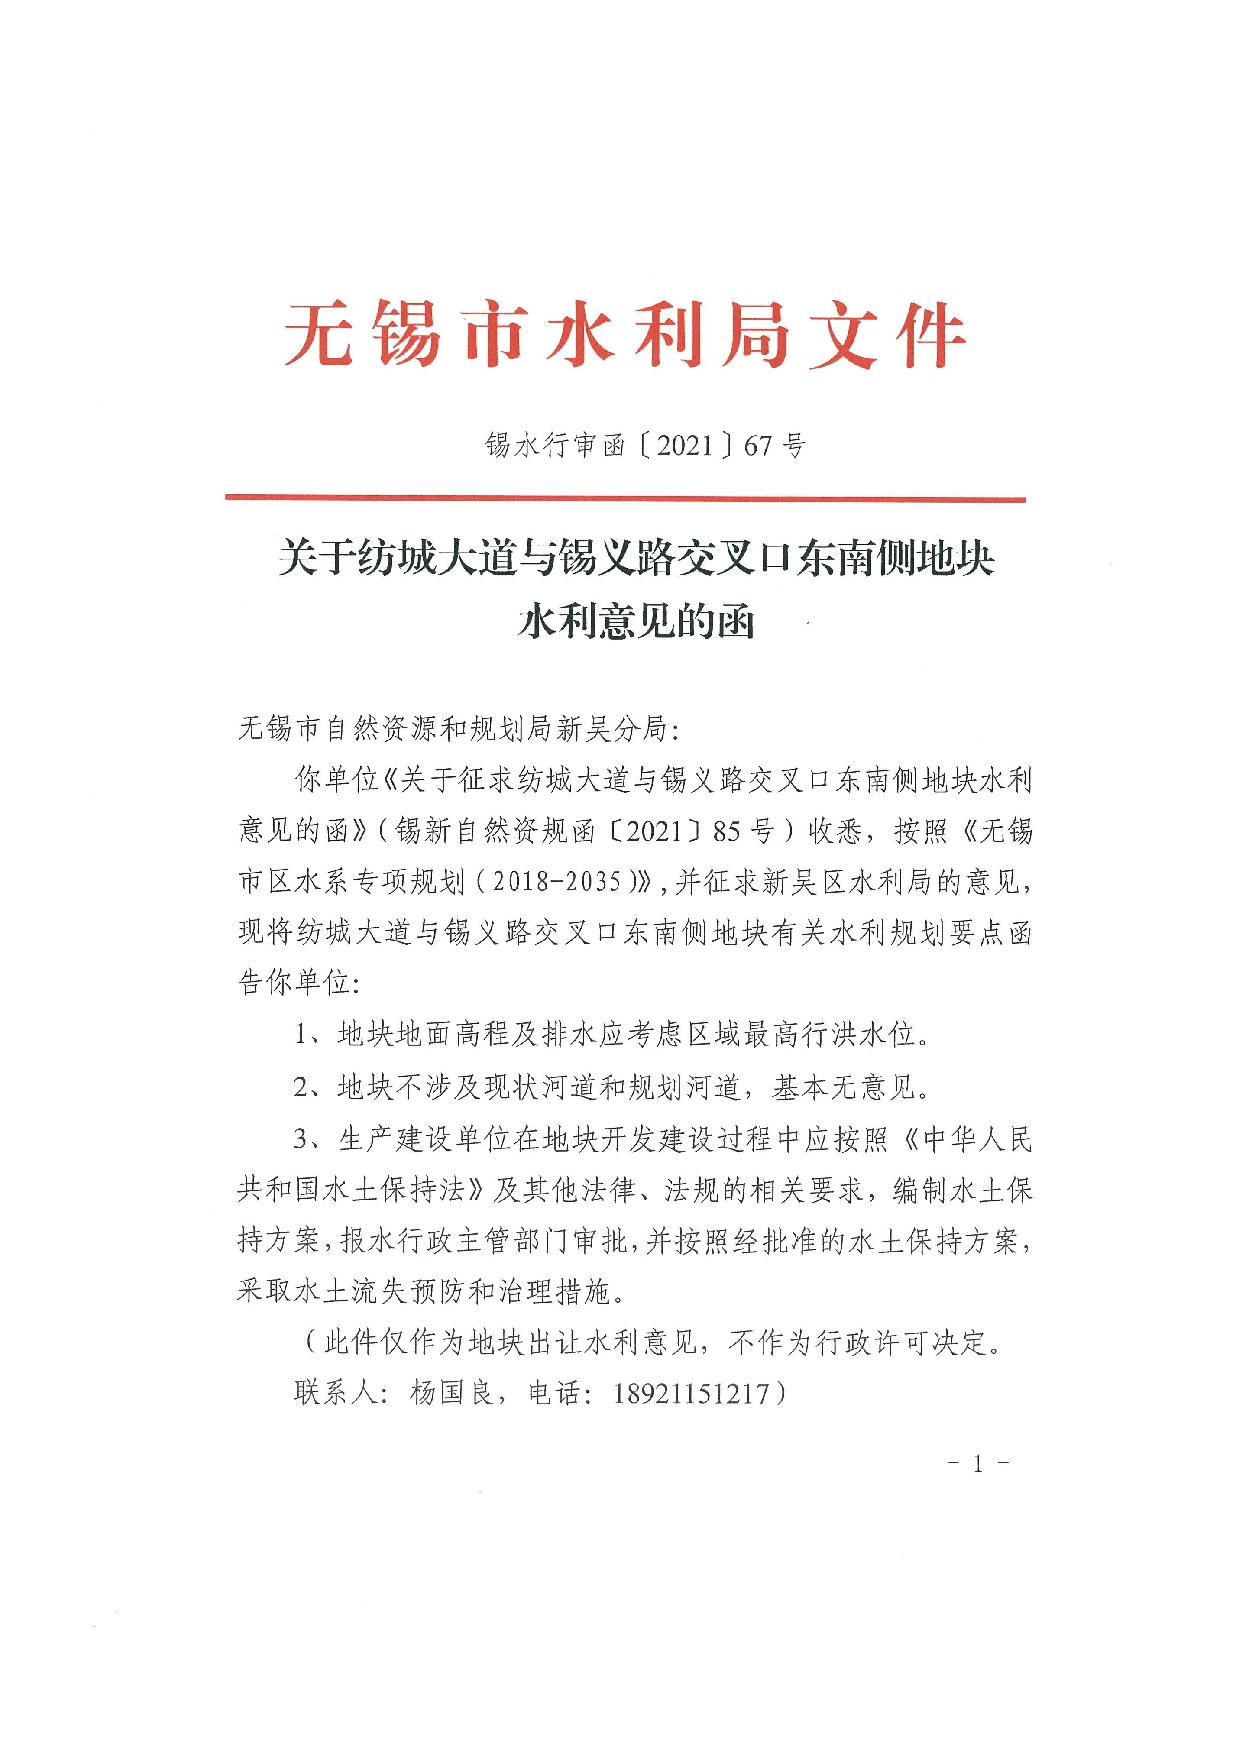 无锡市水利局文件
锡水行审函〔2021〕67号
关于纺城大道与锡义路交叉口东南侧地块
水利意见的函
无锡市自然资源和规划局新吴分局：
你单位《关于征求纺城大道与锡义路交叉口东南侧地块水利
意见的函》（锡新自然资规函〔2021〕85号）收悉，按照《无锡
市区水系专项规划（2018-2035）》，并征求新吴区水利局的意见，
现将纺城大道与锡义路交叉口东南侧地块有关水利规划要点函
告你单位：
1、地块地面高程及排水应考虑区域最高行洪水位。
2、地块不涉及现状河道和规划河道，基本无意见。
3、生产建设单位在地块开发建设过程中应按照《中华人民
共和国水土保持法》及其他法律、法规的相关要求，编制水土保
持方案，报水行政主管部门审批，并按照经批准的水土保持方案，
采取水土流失预防和治理措施。
（此件仅作为地块出让水利意见，不作为行政许可决定。
联系人：杨国良，电话：18921151217）
- 1 -